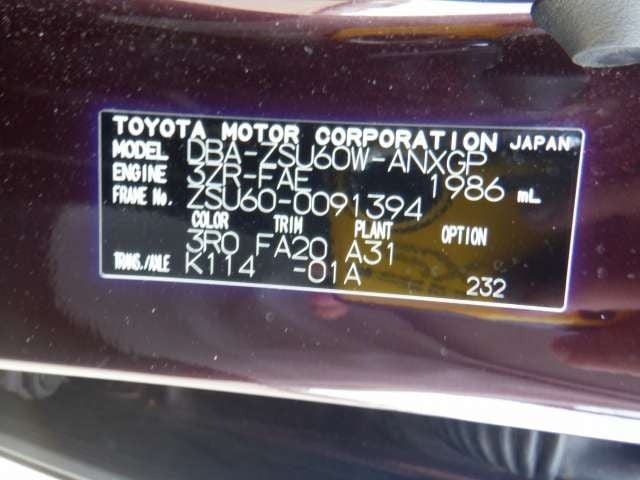 TOYOTA MOTOR CORPORATION JAPAN
MODEL DBA-ZSU60W-ANXGP
ENGINE 3ZR-FAE 1986 mL
FRAME No. ZSU60-0091394
COLOR TRIM PLANT OPTION
3R0 FA20 A31
TRANS./AXLE K114 -01A 232